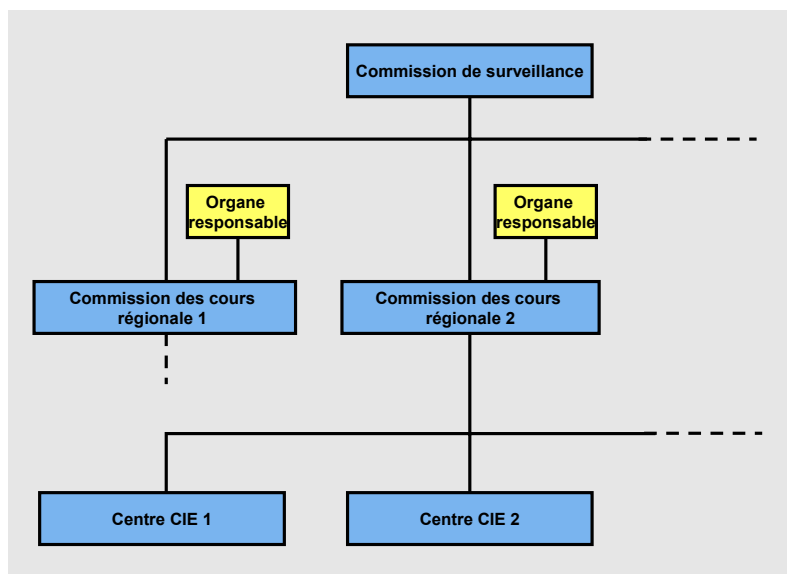 Commission de surveillance
Organe
responsable
Organe
responsable
Commission des cours
régionale 1
Commission des cours
régionale 2
Centre CIE 1
Centre CIE 2